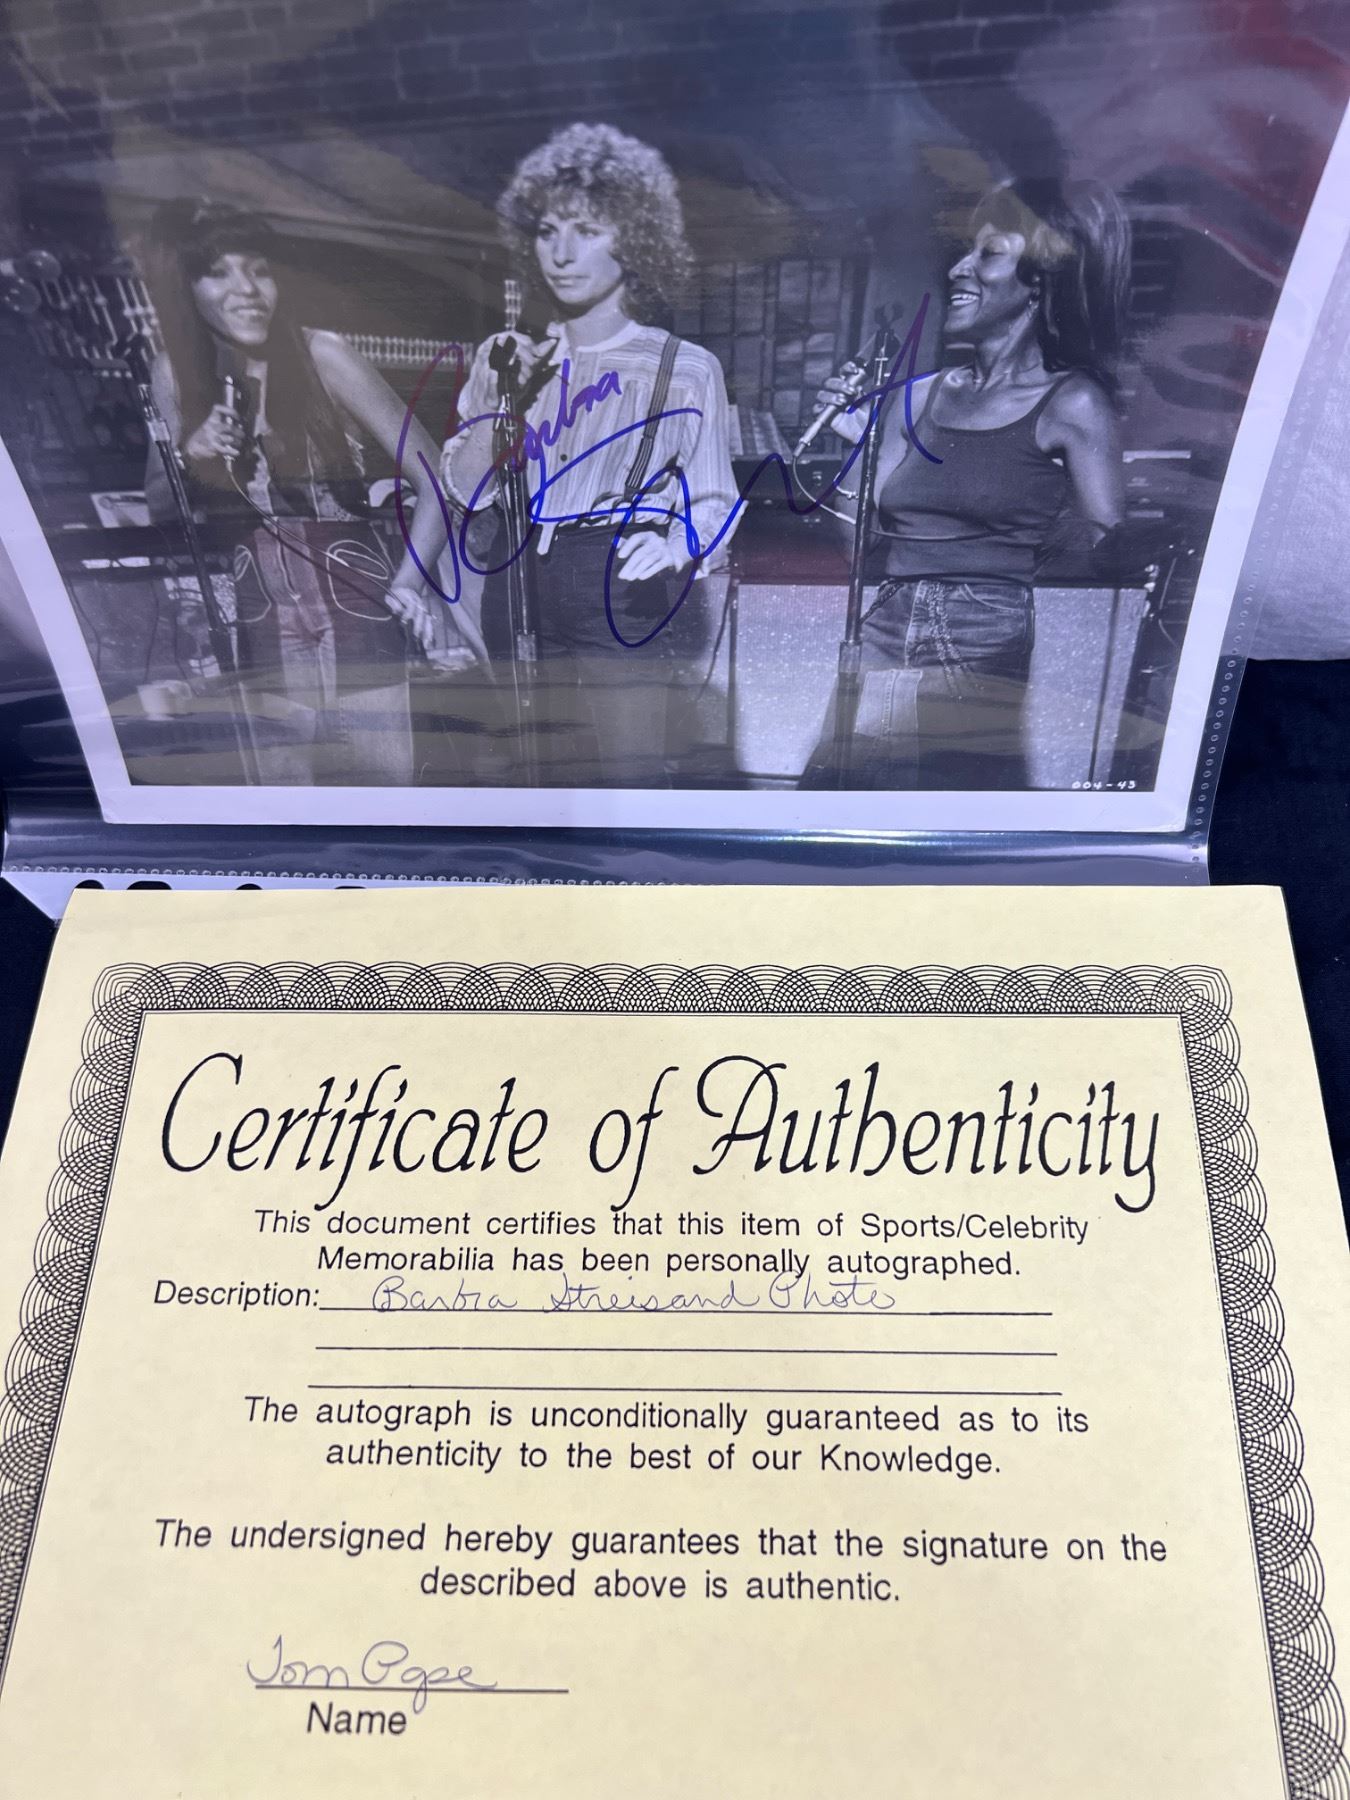 Barbra
004-43
Certificate of Authenticity
This document certifies that this item of Sports/Celebrity
Memorabilia has been personally autographed.
Description: Barbra Streisand Photo
The autograph is unconditionally guaranteed as to its
authenticity to the best of our Knowledge.
The undersigned hereby guarantees that the signature on the
described above is authentic.
Tom Pope
Name